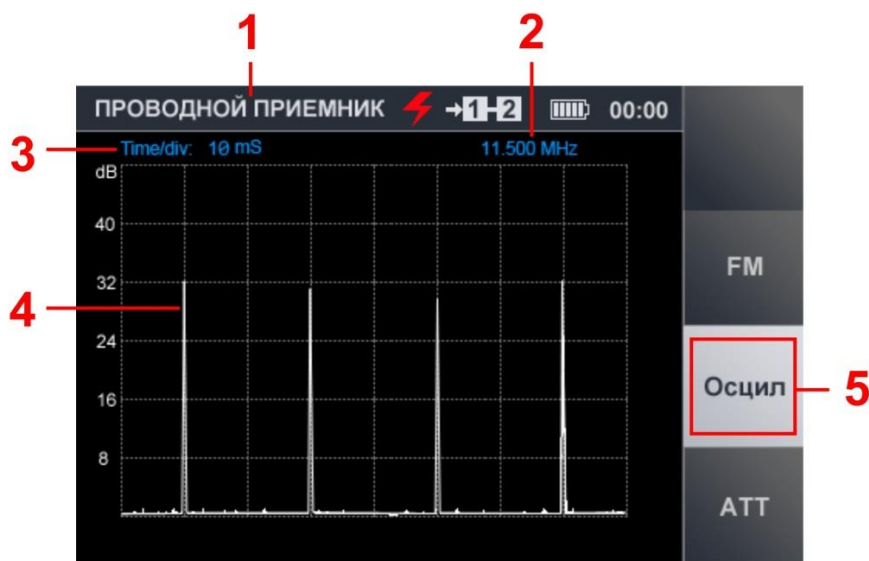 1
2
ПРОВОДНОЙ ПРИЕМНИК →1-2 00:00
3
Time/div: 10 mS 11.500 MHz
dB
40
FM
32
4
24
Осцил
5
16
8
ATT